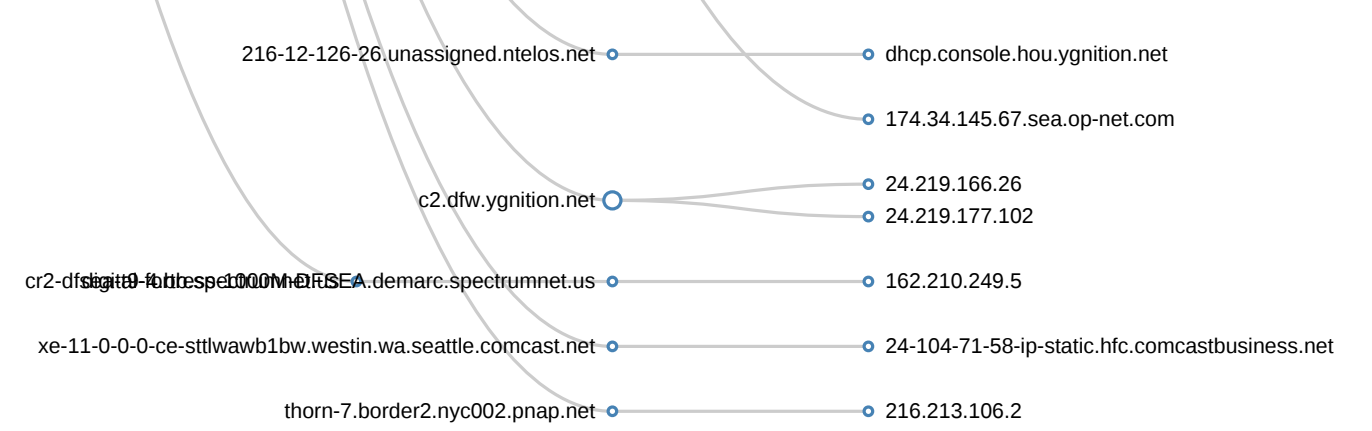 216-12-126-26.unassigned.ntelos.net
dhcp.console.hou.ygnition.net
174.34.145.67.sea.op-net.com
c2.dfw.ygnition.net
24.219.166.26
24.219.177.102
.demarc.spectrumnet.us
162.210.249.5
xe-11-0-0-0-ce-sttlwawb1bw.westin.wa.seattle.comcast.net
24-104-71-58-ip-static.hfc.comcastbusiness.net
thorn-7.border2.nyc002.pnap.net
216.213.106.2